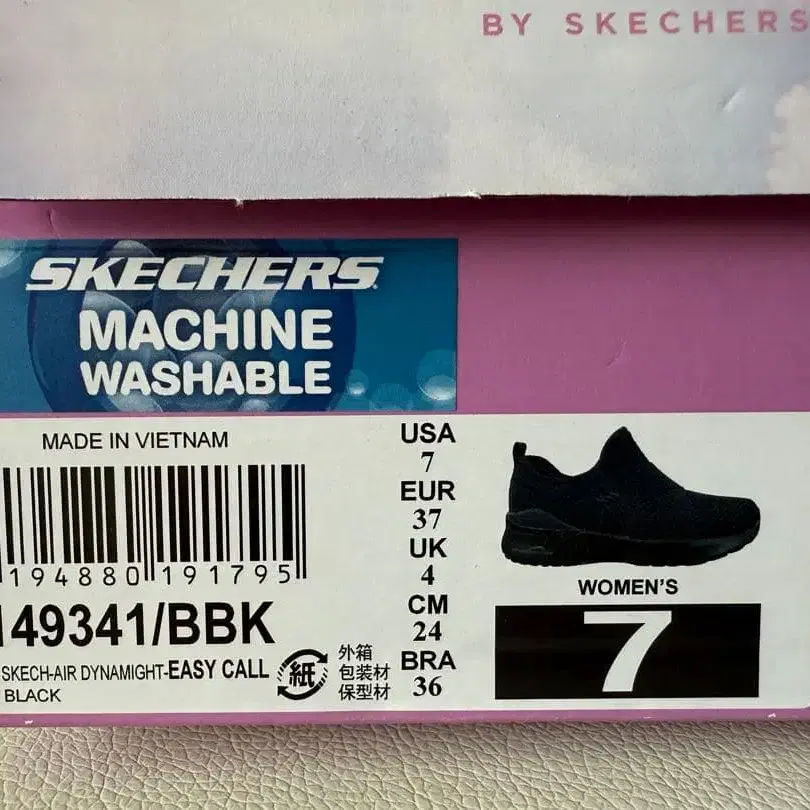 BY SKECHERS
SKECHERS
MACHINE
WASHABLE
MADE IN VIETNAM
194880 191795
149341/BBK
SKECH-AIR DYNAMIGHT-EASY CALL
BLACK
紙
外箱
包装材
保型材
USA
7
EUR
37
UK
4
CM
24
BRA
36
WOMEN'S
7